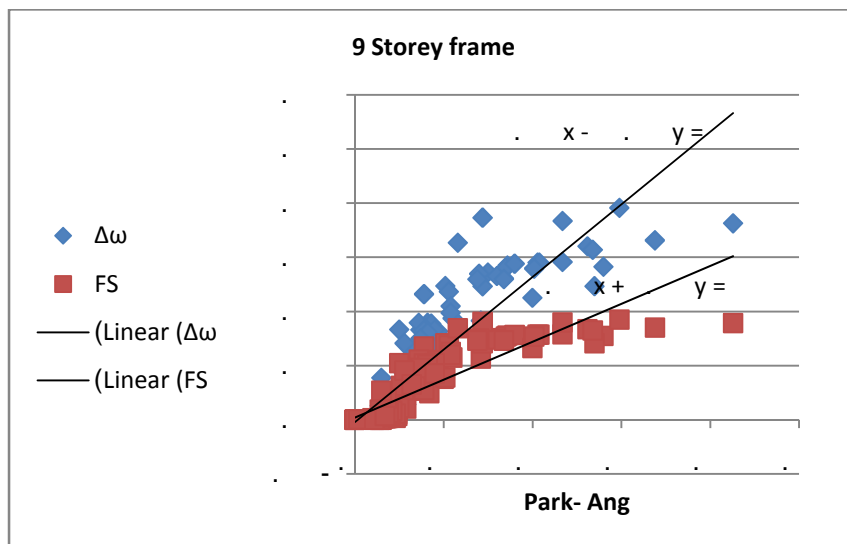 9 Storey frame
. x - . y =
Δω
FS
(Linear (Δω
(Linear (FS
. x + . y =
-
Park- Ang